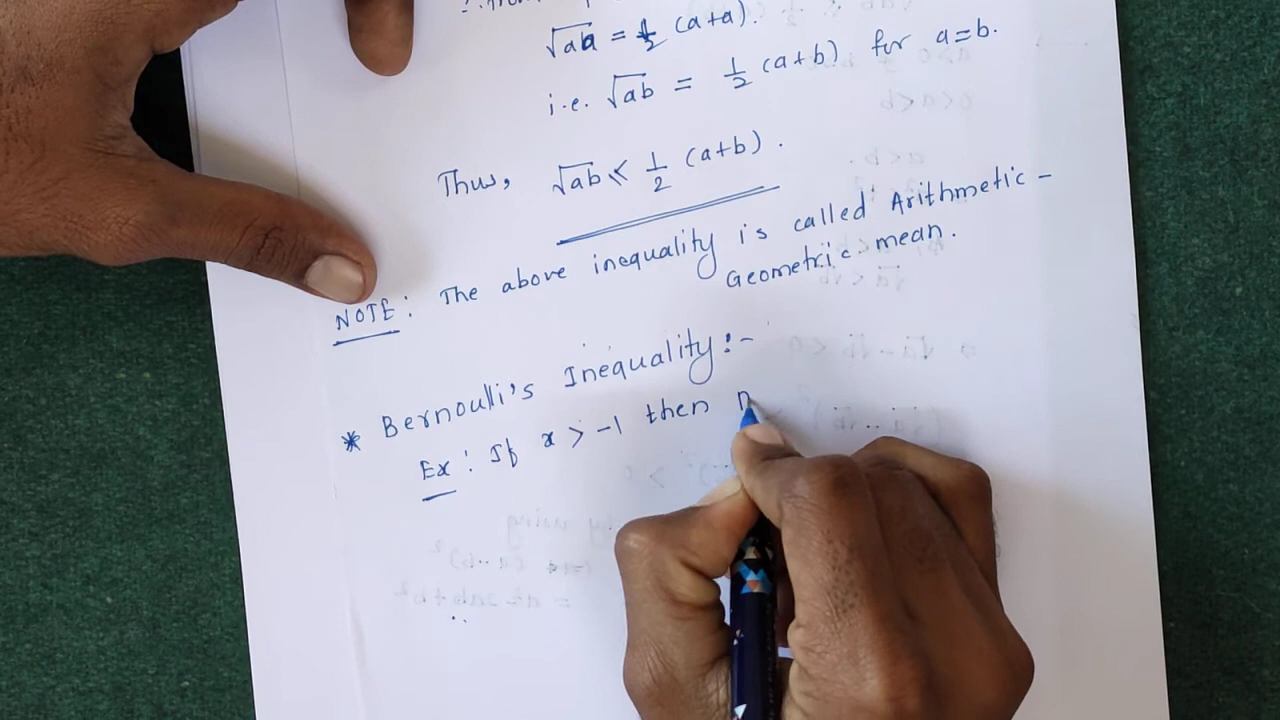 √aa = ½ (a+a).
i.e. √ab = ½ (a+b) for a=b.
Thus, √ab ≤ ½ (a+b).
NOTE: The above inequality is called Arithmetic -
Geometric - mean.
* Bernoulli's Inequality :-
Ex : If x > -1 then